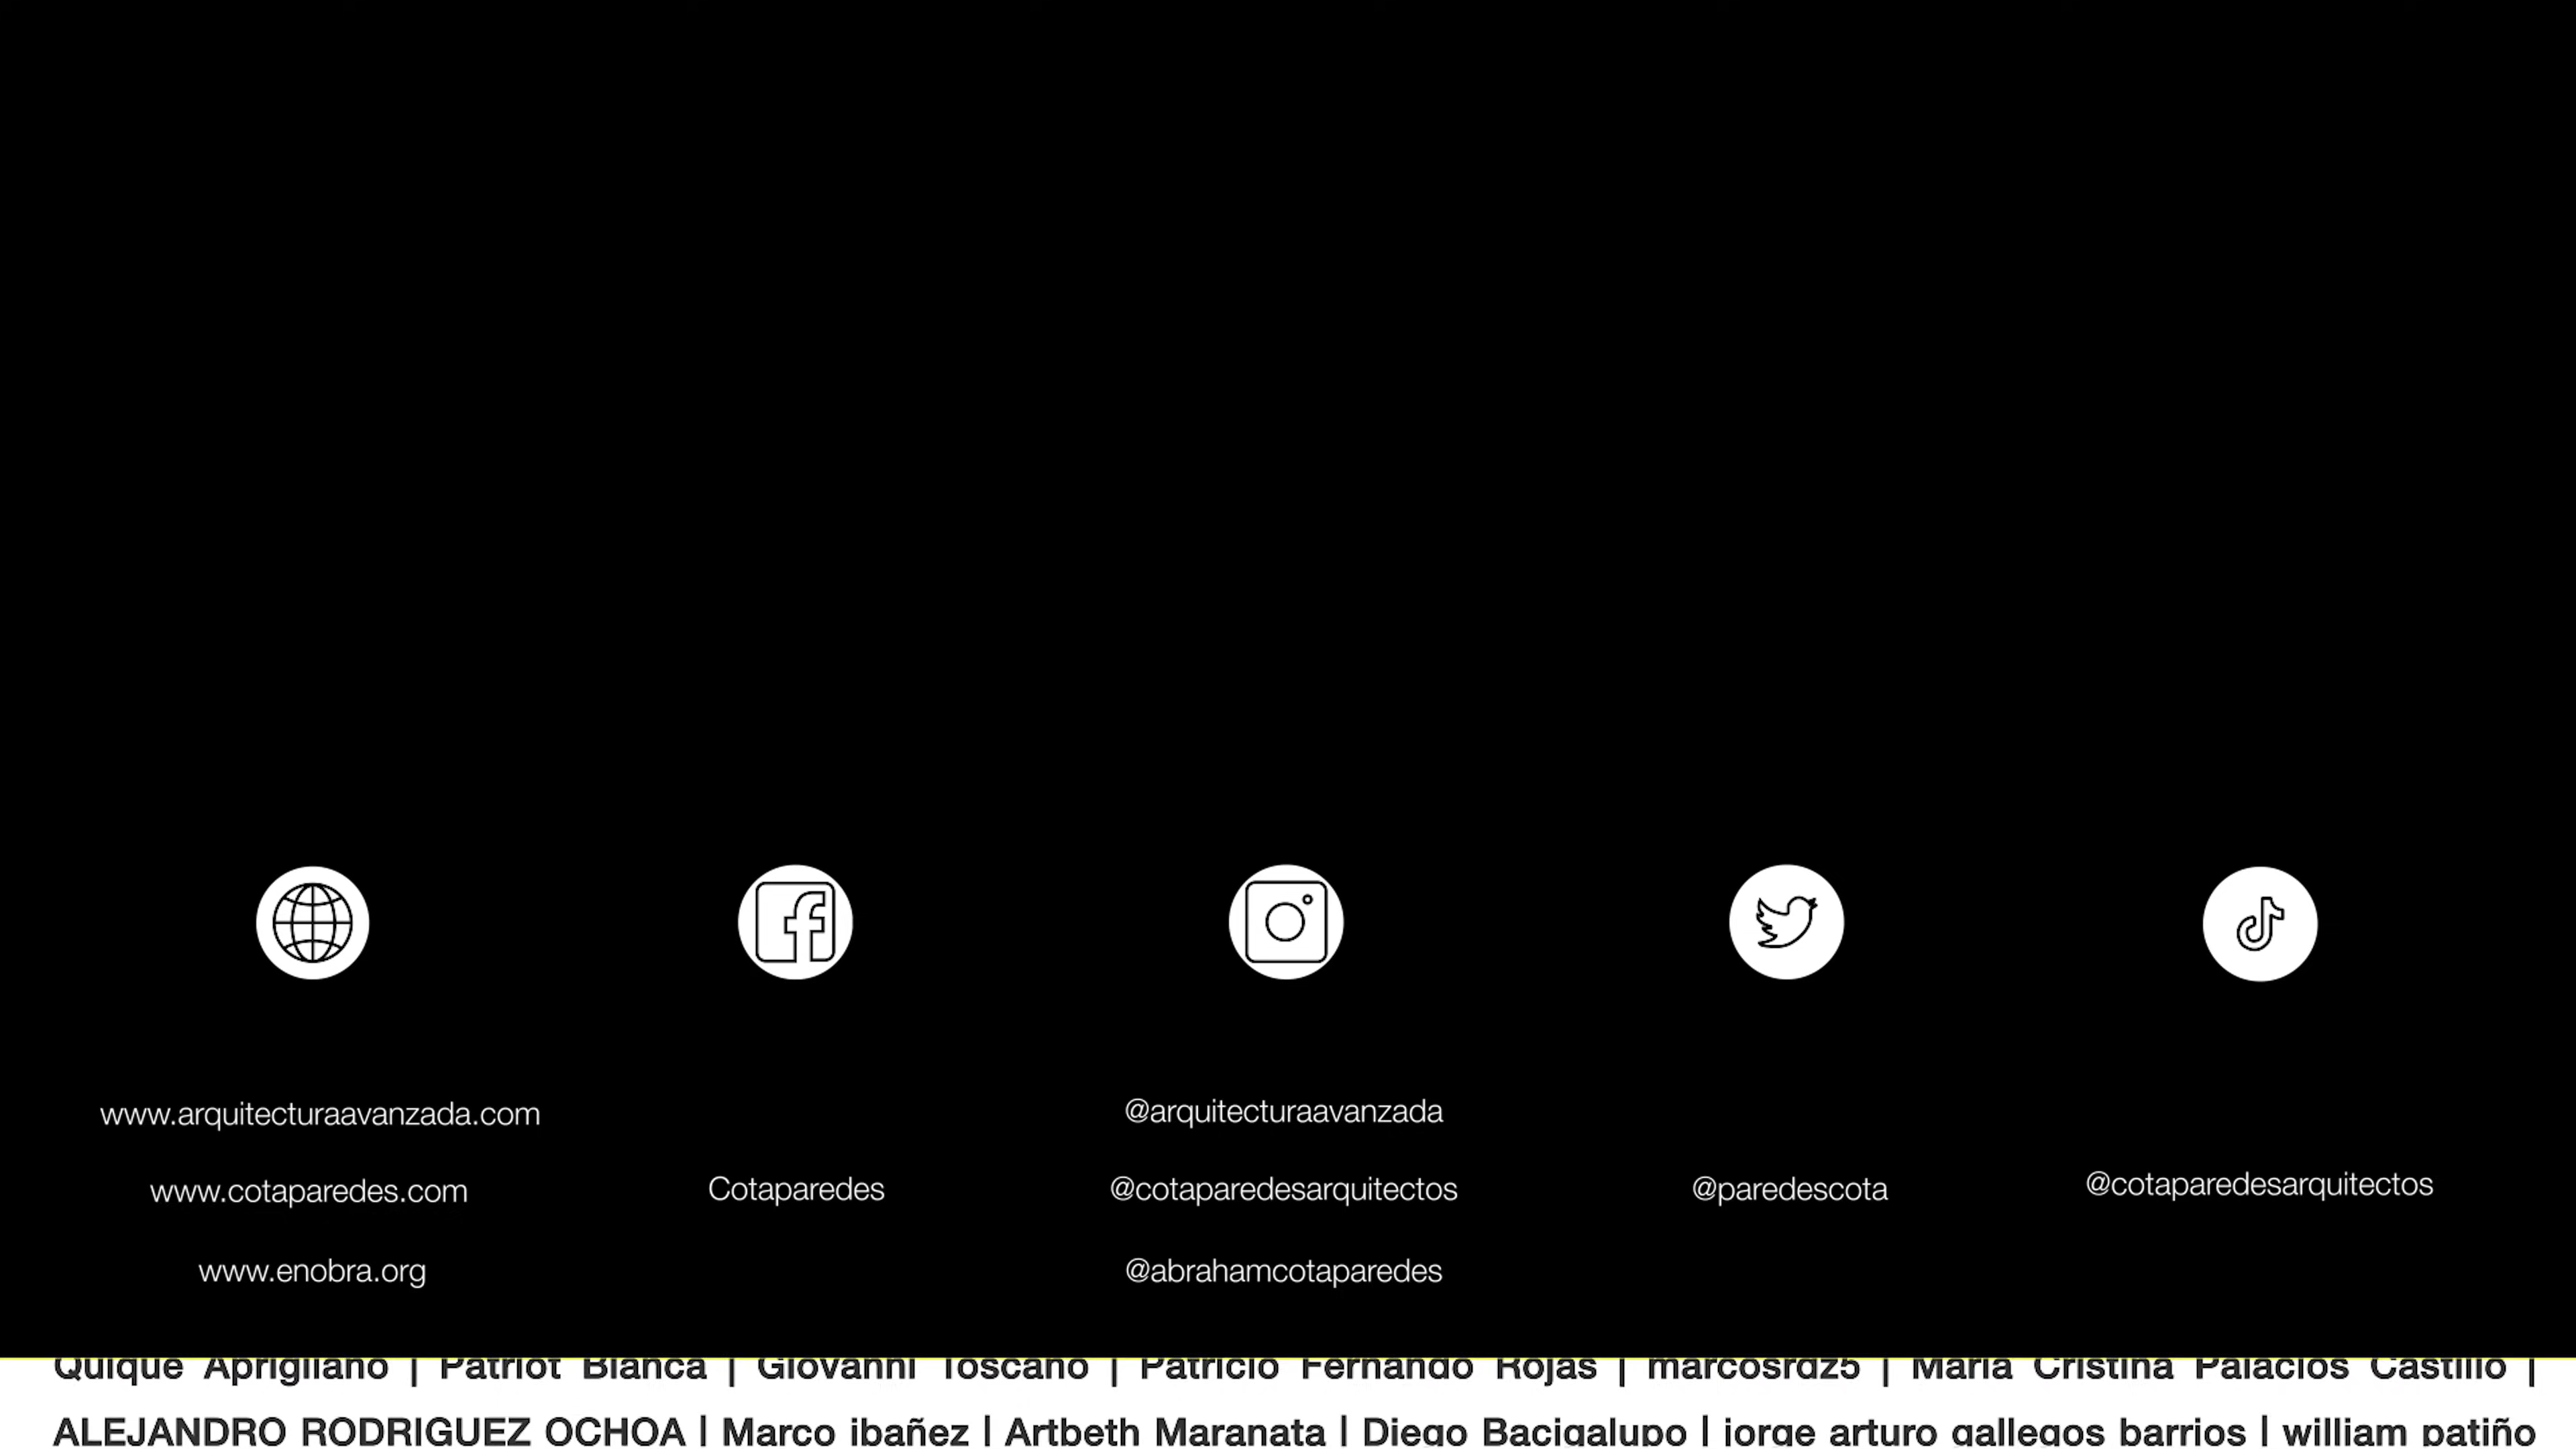 www.arquitecturaavanzada.com
www.cotaparedes.com
www.enobra.org
Cotaparedes
@arquitecturaavanzada
@cotaparedesarquitectos
@abrahamcotaparedes
@paredescota
@cotaparedesarquitectos
Quique Aprigliano | Patriot Blanca | Giovanni Toscano | Patricio Fernando Rojas | marcosrdz5 | Maria Cristina Palacios Castillo |
ALEJANDRO RODRIGUEZ OCHOA | Marco ibañez | Artbeth Maranata | Diego Bacigalupo | jorge arturo gallegos barrios | william patiño